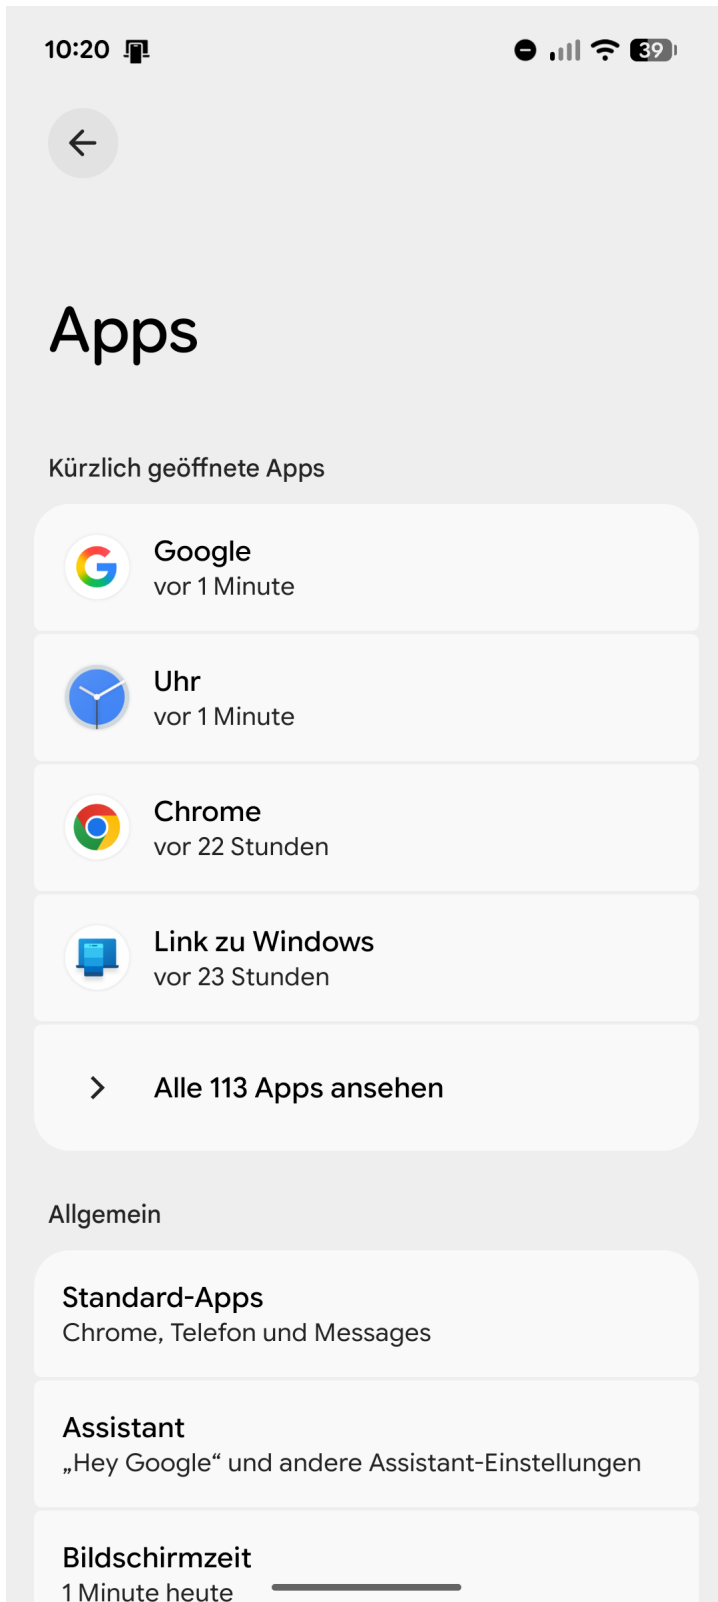 10:20
39
Apps
Kürzlich geöffnete Apps
Google
vor 1 Minute
Uhr
vor 1 Minute
Chrome
vor 22 Stunden
Link zu Windows
vor 23 Stunden
Alle 113 Apps ansehen
Allgemein
Standard-Apps
Chrome, Telefon und Messages
Assistant
„Hey Google“ und andere Assistant-Einstellungen
Bildschirmzeit
1 Minute heute